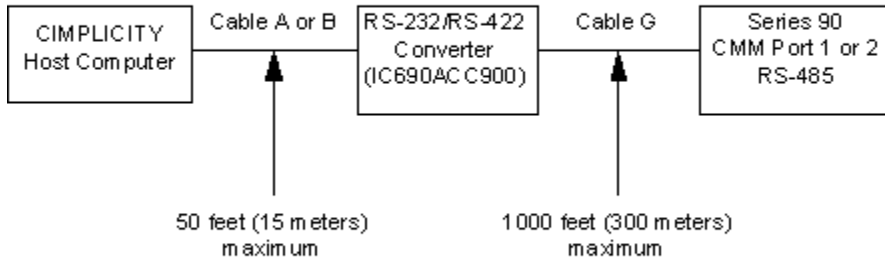 CIMPLICITY
Host Computer
Cable A or B
RS-232/RS-422
Converter
(IC690ACC900)
Cable G
Series 90
CMM Port 1 or 2
RS-485
50 feet (15 meters)
maximum
1000 feet (300 meters)
maximum